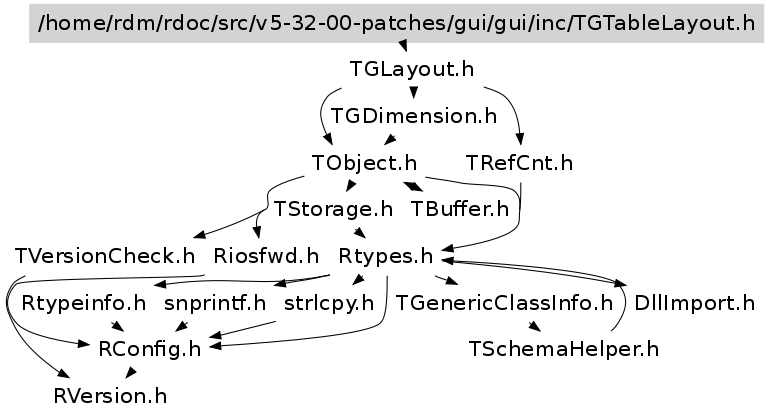 /home/rdm/rdoc/src/v5-32-00-patches/gui/gui/inc/TGTableLayout.h
TGLayout.h
TGDimension.h
TObject.h TRefCnt.h
TStorage.h TBuffer.h
TVersionCheck.h Riosfwd.h Rtypes.h
Rtypeinfo.h snprintf.h strlcpy.h TGenericClassInfo.h DllImport.h
RConfig.h TSchemaHelper.h
RVersion.h